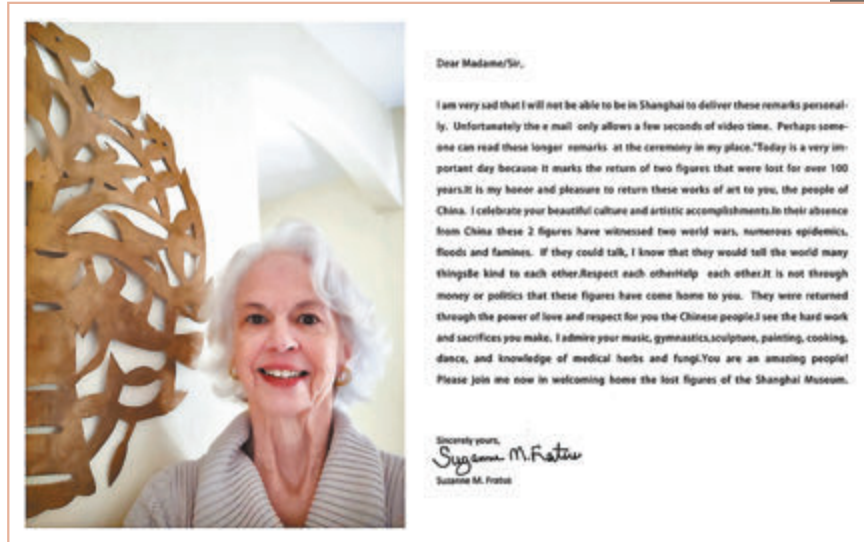 Dear Madame/Sir,
I am very sad that I will not be able to be in Shanghai to deliver these remarks personal-
ly. Unfortunately the e mail only allows a few seconds of video time. Perhaps some-
one can read these longer remarks at the ceremony in my place."Today is a very im-
portant day because it marks the return of two figures that were lost for over 100
years.It is my honor and pleasure to return these works of art to you, the people of
China. I celebrate your beautiful culture and artistic accomplishments.In their absence
from China these 2 figures have witnessed two world wars, numerous epidemics,
floods and famines. If they could talk, I know that they would tell the world many
thingsBe kind to each other.Respect each otherHelp each other.It is not through
money or politics that these figures have come home to you. They were returned
through the power of love and respect for you the Chinese people.I see the hard work
and sacrifices you make. I admire your music, gymnastics,sculpture, painting, cooking,
dance, and knowledge of medical herbs and fungi.You are an amazing people!
Please join me now in welcoming home the lost figures of the Shanghai Museum.
Sincerely yours,
Suzanne M. Fratus
Suzanne M. Fratus